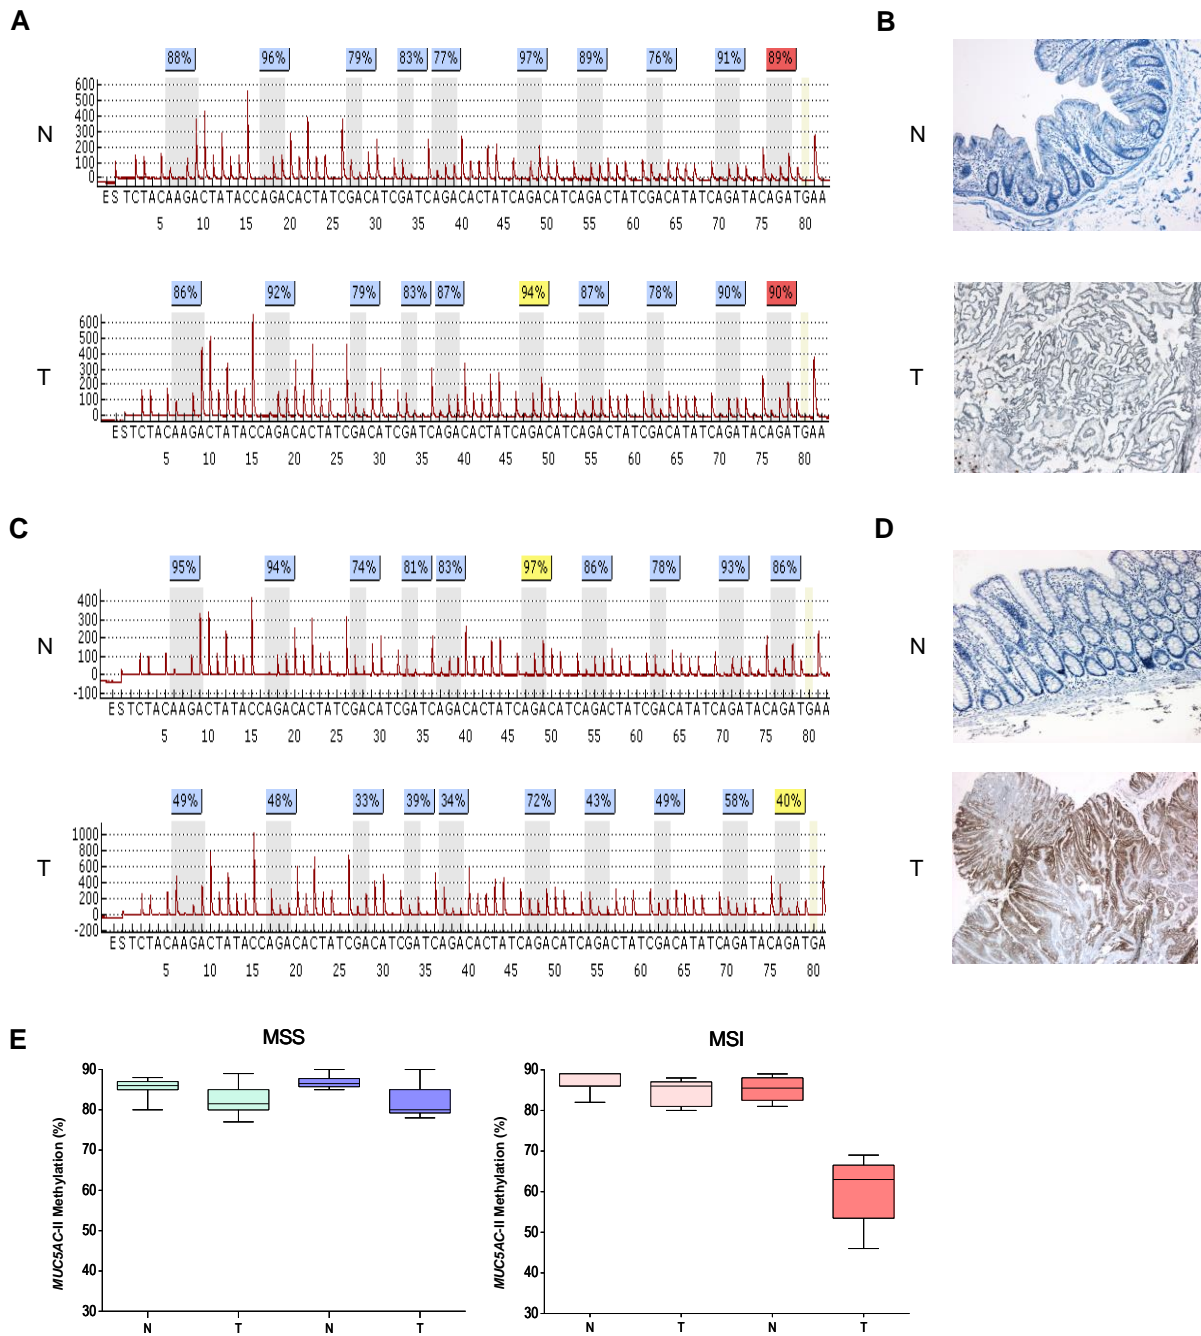 A
B
88% 96% 79% 83% 77% 97% 89% 76% 91% 89%
N
600
500
400
300
200
100
0
E S T C T A C A A G A C T A T A C C A G A C A C T A T C G A C A T C G A T C A G A C A C T A T C A G A C A T C A G A C T A T C G A C A T A T C A G A T A C A G A T G A A
5 10 15 20 25 30 35 40 45 50 55 60 65 70 75 80
N
86% 92% 79% 83% 87% 94% 87% 78% 90% 90%
T
600
500
400
300
200
100
0
E S T C T A C A A G A C T A T A C C A G A C A C T A T C G A C A T C G A T C A G A C A C T A T C A G A C A T C A G A C T A T C G A C A T A T C A G A T A C A G A T G A A
5 10 15 20 25 30 35 40 45 50 55 60 65 70 75 80
T
C
D
95% 94% 74% 81% 83% 97% 86% 78% 93% 86%
N
400
300
200
100
0
-100
E S T C T A C A A G A C T A T A C C A G A C A C T A T C G A C A T C G A T C A G A C A C T A T C A G A C A T C A G A C T A T C G A C A T A T C A G A T A C A G A T G A A
5 10 15 20 25 30 35 40 45 50 55 60 65 70 75 80
N
49% 48% 33% 39% 34% 72% 43% 49% 58% 40%
T
1000
800
600
400
200
0
-200
E S T C T A C A A G A C T A T A C C A G A C A C T A T C G A C A T C G A T C A G A C A C T A T C A G A C A T C A G A C T A T C G A C A T A T C A G A T A C A G A T G A
5 10 15 20 25 30 35 40 45 50 55 60 65 70 75 80
T
E
MSS
MUC5AC-II Methylation (%)
90
80
70
60
50
40
30
N T N T
MSI
MUC5AC-II Methylation (%)
90
80
70
60
50
40
30
N T N T